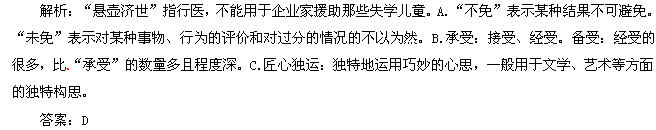 解析：“悬壶济世”指行医，不能用于企业家援助那些失学儿童。A.“不免”表示某种结果不可避免。
“未免”表示对某种事物、行为的评价和对过分的情况的不以为然。B.承受：接受、经受。备受：经受的
很多，比“承受”的数量多且程度深。C.匠心独运：独特地运用巧妙的心思，一般用于文学、艺术等方面
的独特构思。
答案：D